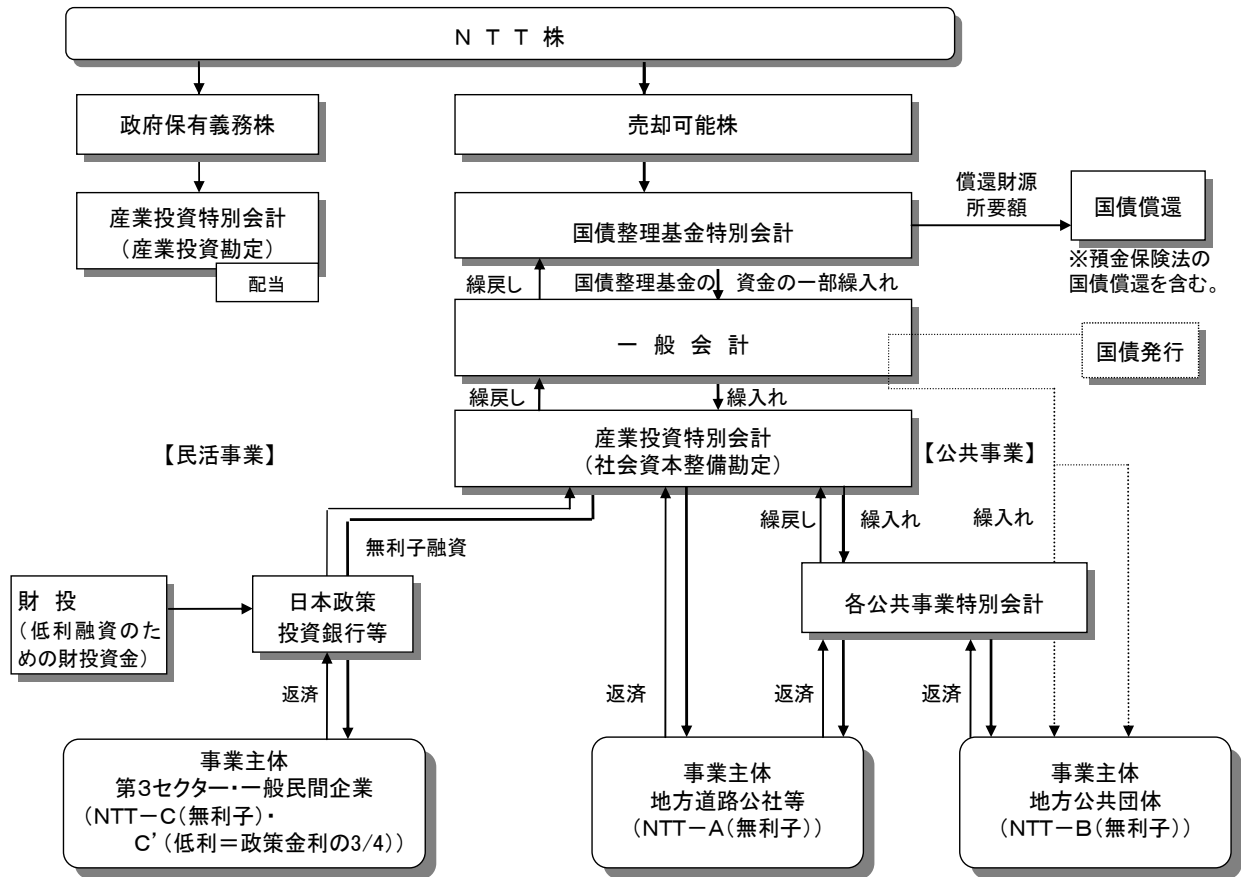 NTT株
政府保有義務株
売却可能株
産業投資特別会計
(産業投資勘定)
配当
国債整理基金特別会計
償還財源
所要額
国債償還
※預金保険法の
国債償還を含む。
繰戻し
国債整理基金の
資金の一部繰入れ
一般会計
国債発行
繰戻し
繰入れ
【民活事業】
産業投資特別会計
(社会資本整備勘定)
【公共事業】
無利子融資
繰戻し
繰入れ
繰入れ
財投
(低利融資のた
めの財投資金)
日本政策
投資銀行等
各公共事業特別会計
返済
返済
返済
返済
事業主体
第3セクター・一般民間企業
(NTT-C(無利子)・
C'(低利=政策金利の3/4))
事業主体
地方道路公社等
(NTT-A(無利子))
事業主体
地方公共団体
(NTT-B(無利子))